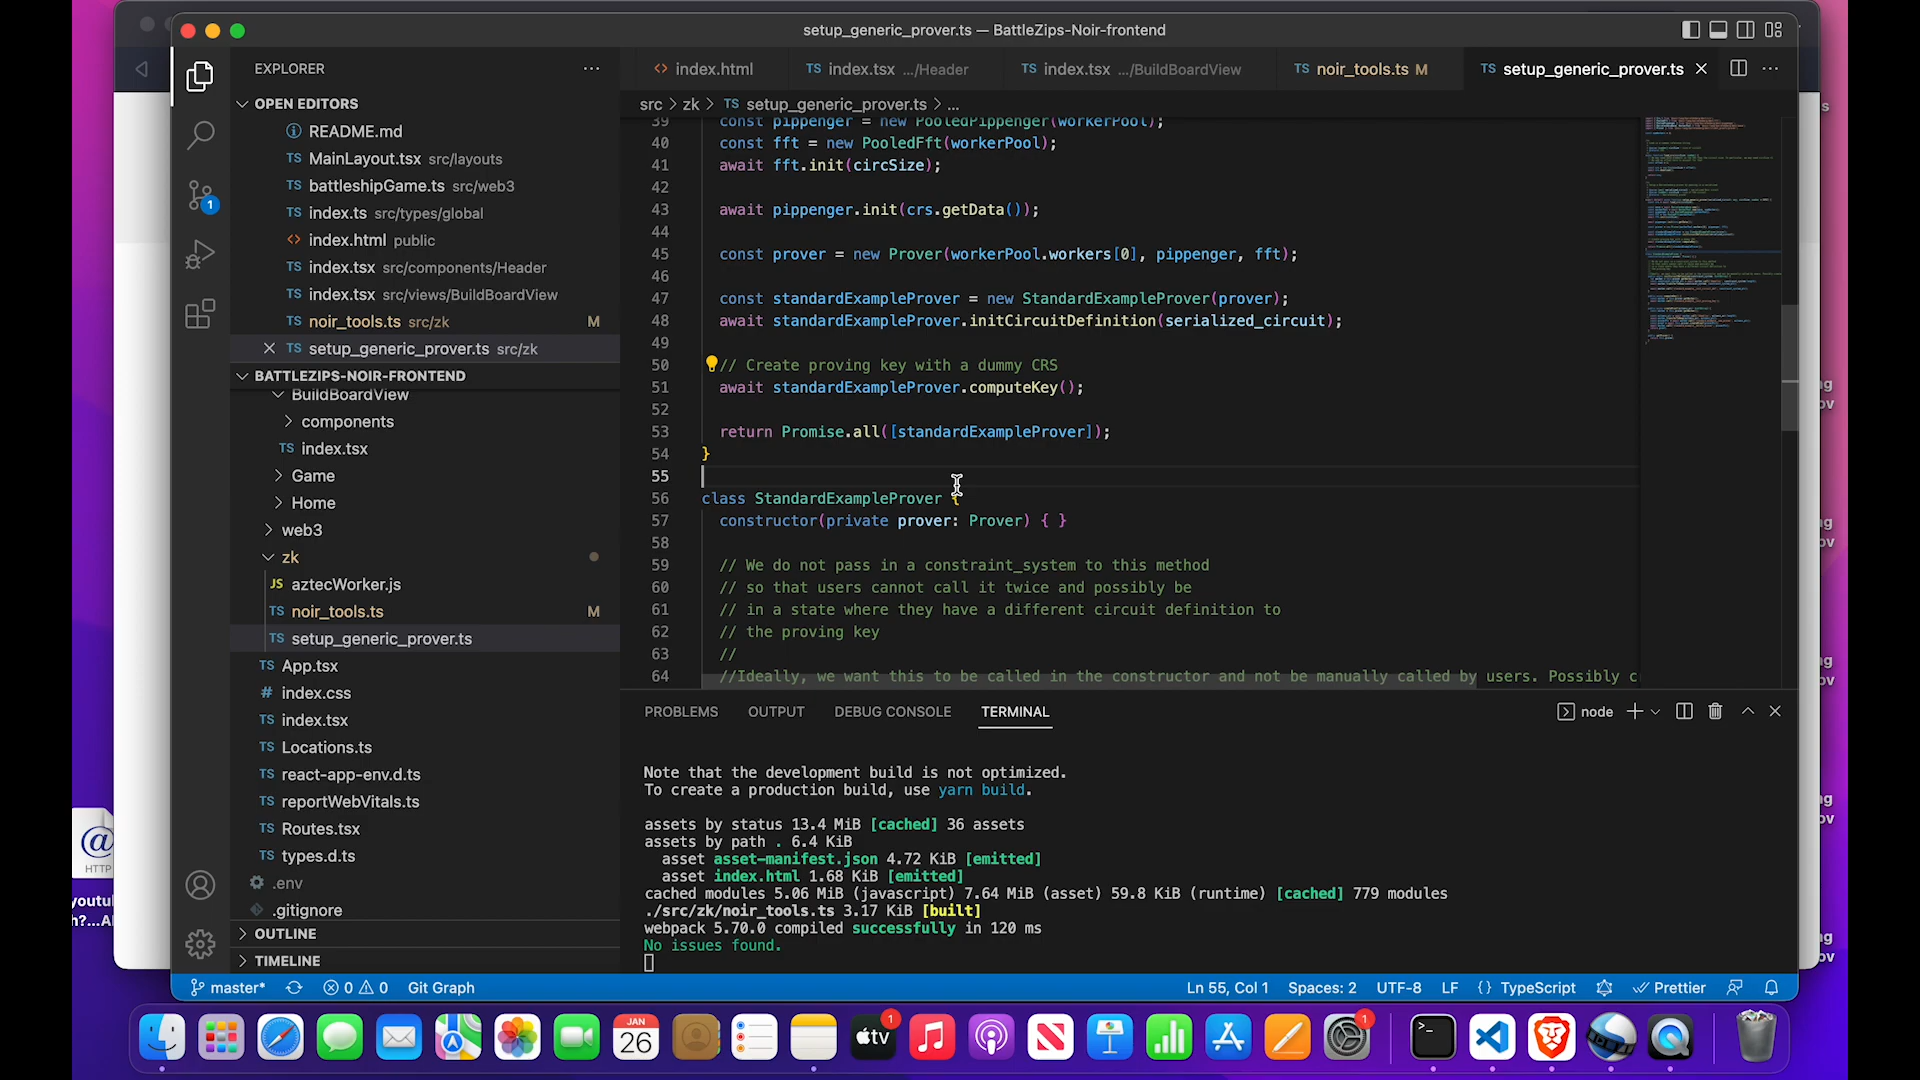 setup_generic_prover.ts — BattleZips-Noir-frontend
EXPLORER
index.html
index.tsx .../Header
index.tsx .../BuildBoardView
noir_tools.ts M
setup_generic_prover.ts
OPEN EDITORS
src > zk > TS setup_generic_prover.ts > ...
README.md
TS MainLayout.tsx src/layouts
TS battleshipGame.ts src/web3
TS index.ts src/types/global
index.html public
TS index.tsx src/components/Header
TS index.tsx src/views/BuildBoardView
TS noir_tools.ts src/zk M
TS setup_generic_prover.ts src/zk
BATTLEZIPS-NOIR-FRONTEND
BuildBoardView
components
TS index.tsx
Game
Home
web3
zk
JS aztecWorker.js
TS noir_tools.ts M
TS setup_generic_prover.ts
TS App.tsx
# index.css
TS index.tsx
TS Locations.ts
TS react-app-env.d.ts
TS reportWebVitals.ts
TS Routes.tsx
TS types.d.ts
.env
.gitignore
OUTLINE
TIMELINE
39 const pippenger = new PooledPippenger(workerPool);
40 const fft = new PooledFft(workerPool);
41 await fft.init(circSize);
42
43 await pippenger.init(crs.getData());
44
45 const prover = new Prover(workerPool.workers[0], pippenger, fft);
46
47 const standardExampleProver = new StandardExampleProver(prover);
48 await standardExampleProver.initCircuitDefinition(serialized_circuit);
49
50 // Create proving key with a dummy CRS
51 await standardExampleProver.computeKey();
52
53 return Promise.all([standardExampleProver]);
54 }
55
56 class StandardExampleProver {
57 constructor(private prover: Prover) { }
58
59 // We do not pass in a constraint_system to this method
60 // so that users cannot call it twice and possibly be
61 // in a state where they have a different circuit definition to
62 // the proving key
63 //
64 //Ideally, we want this to be called in the constructor and not be manually called by users. Possibly c
PROBLEMS OUTPUT DEBUG CONSOLE TERMINAL
node
Note that the development build is not optimized.
To create a production build, use yarn build.
assets by status 13.4 MiB [cached] 36 assets
assets by path . 6.4 KiB
asset asset-manifest.json 4.72 KiB [emitted]
asset index.html 1.68 KiB [emitted]
cached modules 5.06 MiB (javascript) 7.64 MiB (asset) 59.8 KiB (runtime) [cached] 779 modules
./src/zk/noir_tools.ts 3.17 KiB [built]
webpack 5.70.0 compiled successfully in 120 ms
No issues found.
master* 0 0 Git Graph
Ln 55, Col 1 Spaces: 2 UTF-8 LF {} TypeScript Prettier
1
HTTP
JAN
26
tv
1
1